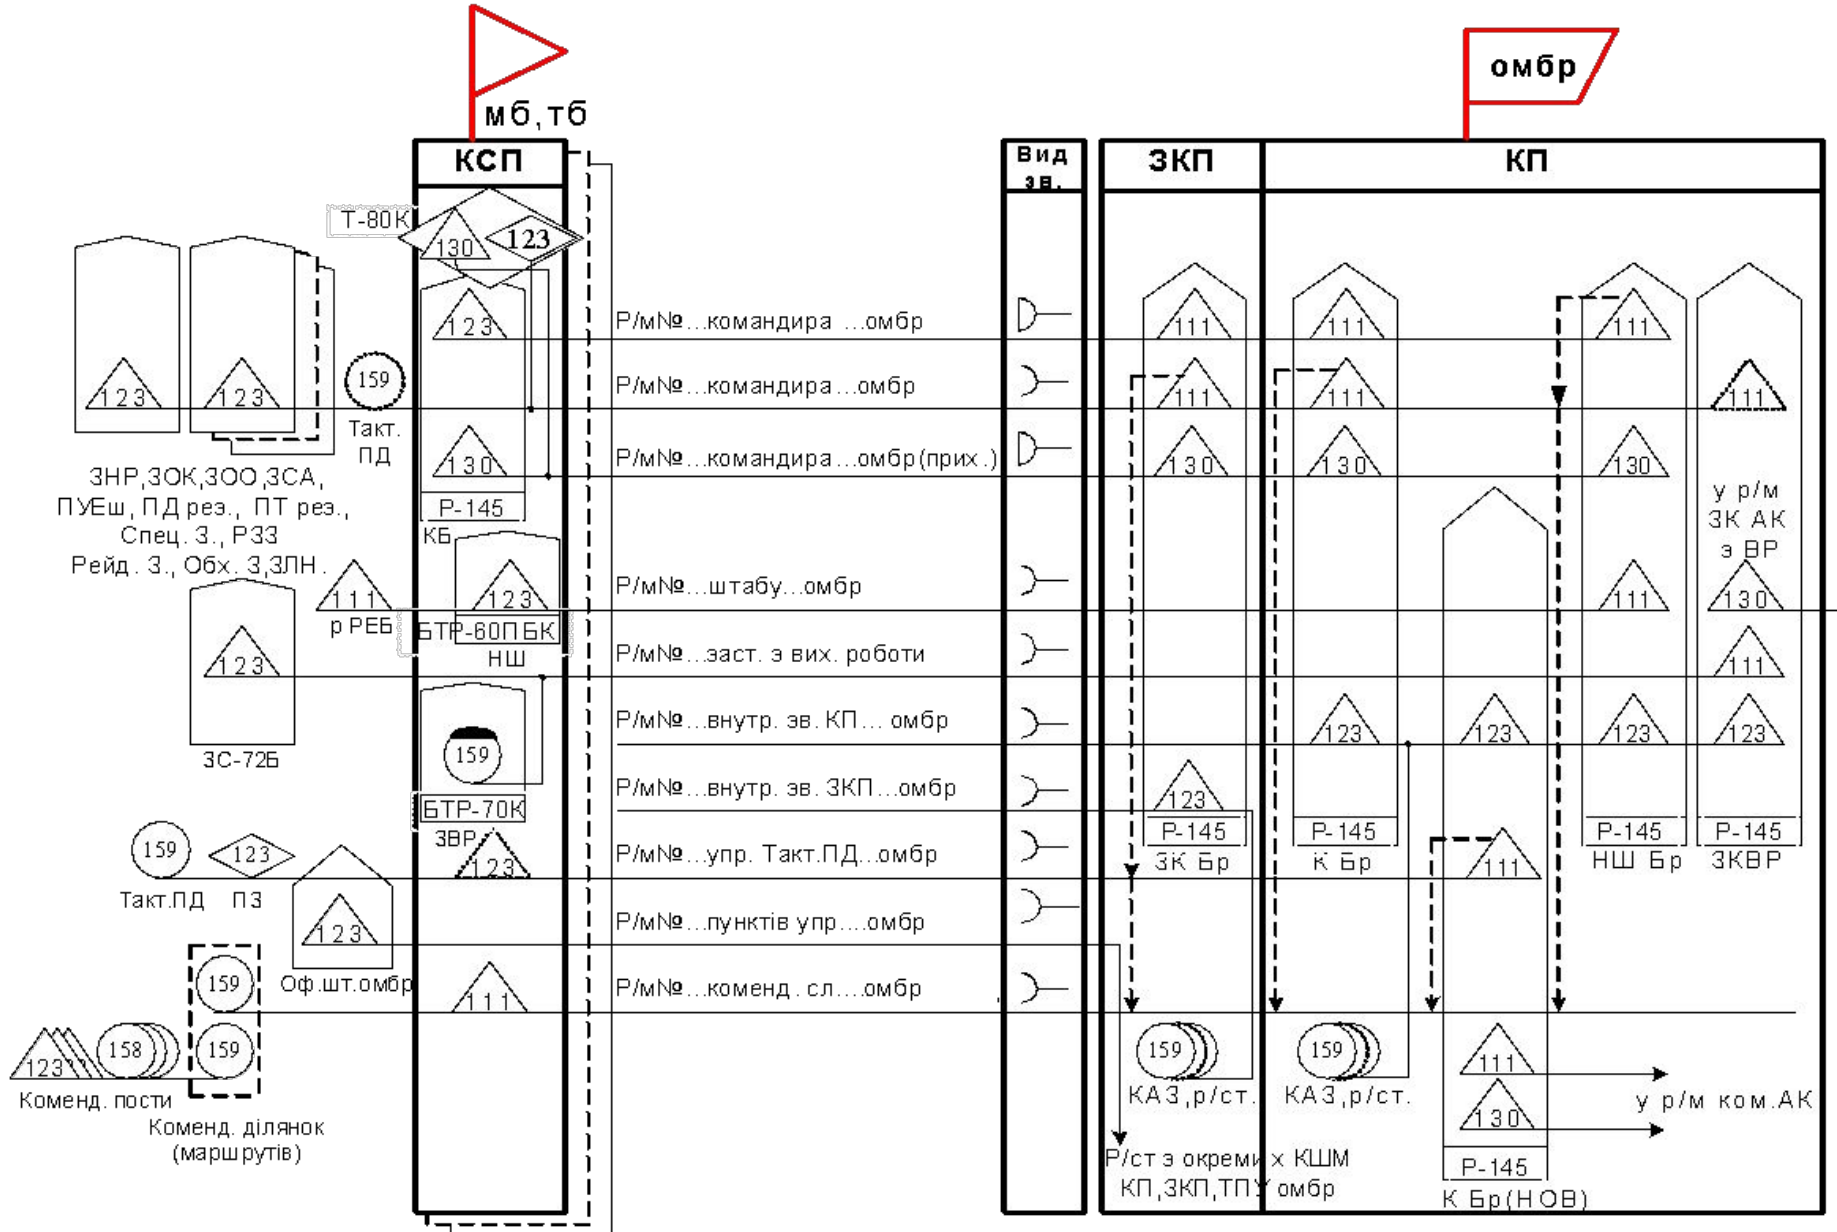 омбр
мб,тб
КСП
Вид
зв.
ЗКП
КП
Т-80К
130
123
123
111
111
111
Р/м№...командира ...омбр
123
123
159
Такт.
ПД
Р/м№...командира...омбр
111
111
111
130
Р/м№...командира...омбр(прих.)
130
130
130
Р-145
КБ
ЗНР,ЗОК,ЗОО,ЗСА,
ПУЕш, ПД рез., ПТ рез.,
Спец. З., РЗЗ
Рейд. З., Обх. З,ЗЛН.
у р/м
ЗК АК
з ВР
111
р РЕБ
123
БТР-60ПБК
НШ
Р/м№...штабу...омбр
111
130
123
ЗС-72Б
Р/м№...заст. з вих. роботи
111
159
БТР-70К
ЗВР
Р/м№...внутр. зв. КП... омбр
123
123
123
123
Р/м№...внутр. зв. ЗКП...омбр
123
Р-145
ЗК Бр
Р-145
К Бр
Р-145
НШ Бр
Р-145
ЗКВР
159
Такт.ПД
123
ПЗ
123
Р/м№...упр. Такт.ПД...омбр
111
123
Оф.шт.омбр
Р/м№...пунктів упр....омбр
159
111
Р/м№...коменд. сл....омбр
123
158
159
Коменд. пости
Коменд. ділянок
(маршрутів)
159
КАЗ,р/ст.
159
КАЗ,р/ст.
111
130
у р/м ком.АК
Р-145
К Бр(НОВ)
Р/ст з окреми х КШМ
КП,ЗКП,ТПУ омбр